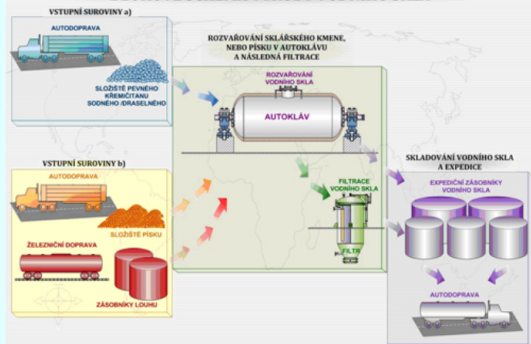 VSTUPNÍ SUROVINY a)
AUTODOPRAVA
SLOŽIŠTĚ PEVNÉHO
KŘEMIČITANU
SODNÉHO /DRASELNÉHO
ROZVAŘOVÁNÍ SKLÁŘSKÉHO KMENE,
NEBO PÍSKU V AUTOKLÁVU
A NÁSLEDNÁ FILTRACE
ROZVAŘOVÁNÍ
VODNÍHO SKLA
AUTOKLÁV
FILTRACE
VODNÍHO SKLA
FILTR
VSTUPNÍ SUROVINY b)
AUTODOPRAVA
SLOŽIŠTĚ PÍSKU
ŽELEZNIČNÍ DOPRAVA
ZÁSOBNÍKY LOUHU
SKLADOVÁNÍ VODNÍHO SKLA
A EXPEDICE
EXPEDIČNÍ ZÁSOBNÍKY
VODNÍHO SKLA
AUTODOPRAVA